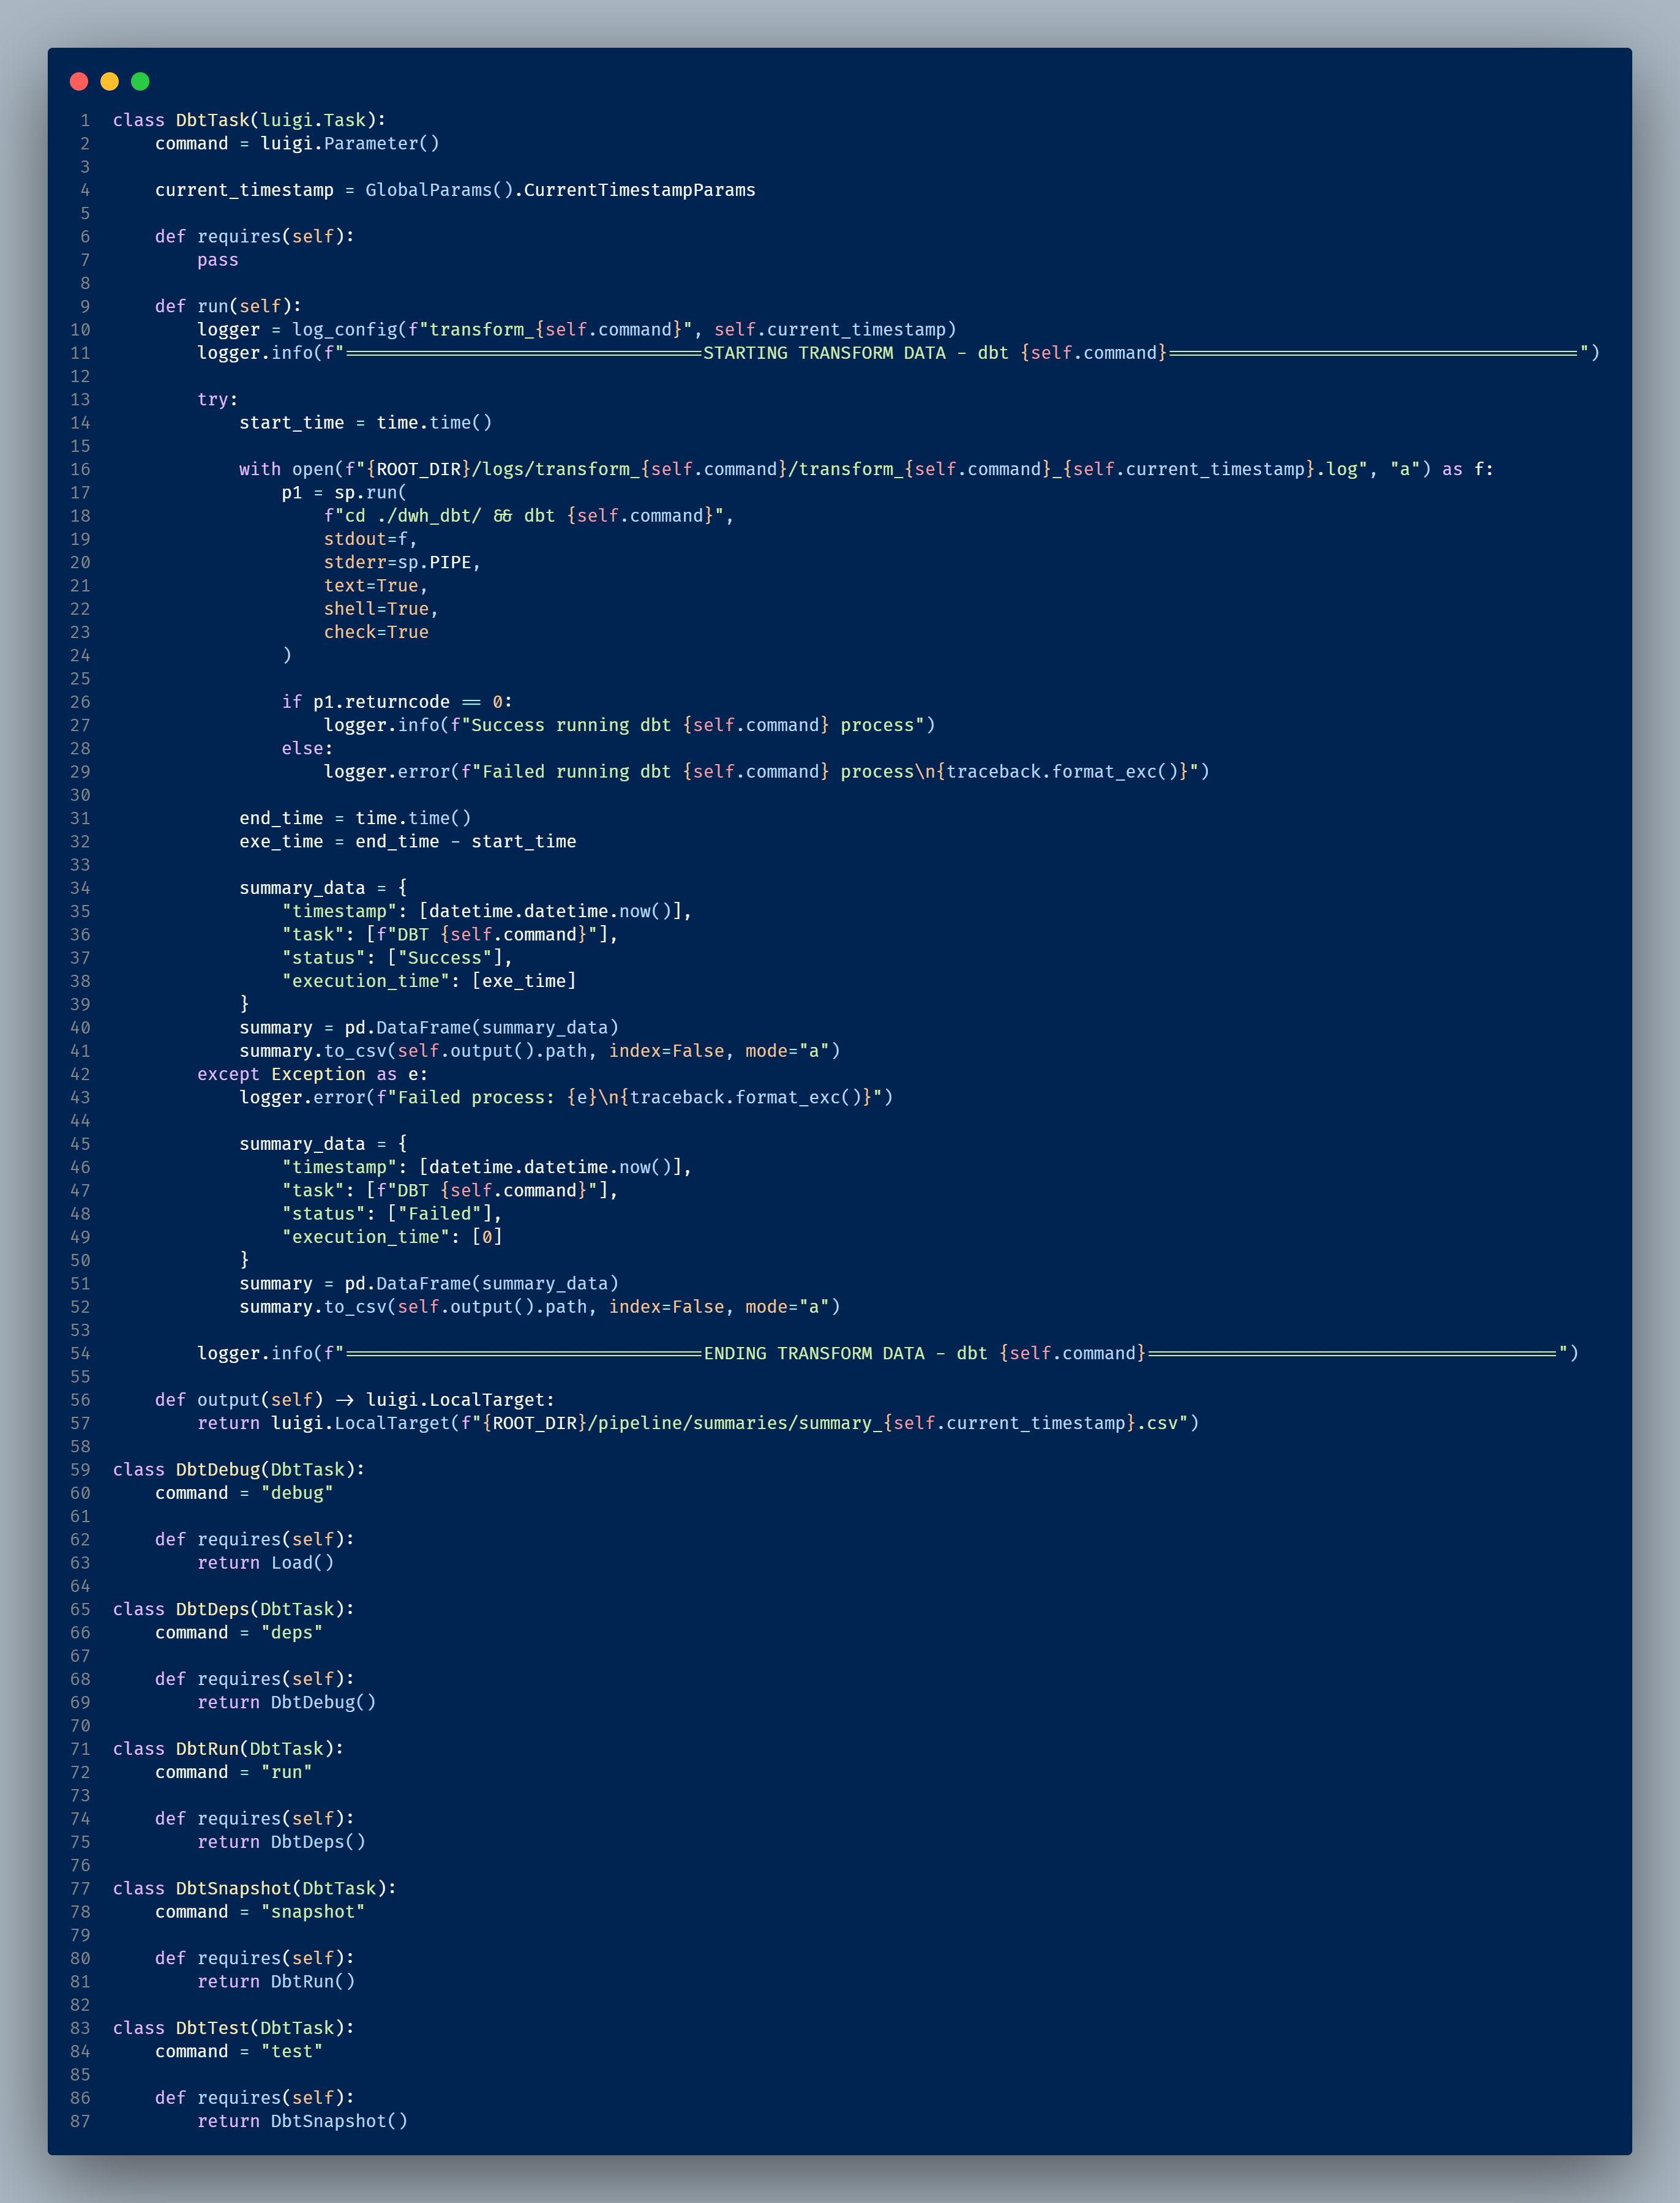 1 class DbtTask(luigi.Task):
2     command = luigi.Parameter()
3
4     current_timestamp = GlobalParams().CurrentTimestampParams
5
6     def requires(self):
7         pass
8
9     def run(self):
10         logger = log_config(f"transform_{self.command}", self.current_timestamp)
11         logger.info(f"==================================STARTING TRANSFORM DATA - dbt {self.command}=======================================")
12
13         try:
14             start_time = time.time()
15
16             with open(f"{ROOT_DIR}/logs/transform_{self.command}/transform_{self.command}_{self.current_timestamp}.log", "a") as f:
17                 p1 = sp.run(
18                     f"cd ./dwh_dbt/ && dbt {self.command}",
19                     stdout=f,
20                     stderr=sp.PIPE,
21                     text=True,
22                     shell=True,
23                     check=True
24                 )
25
26                 if p1.returncode == 0:
27                     logger.info(f"Success running dbt {self.command} process")
28                 else:
29                     logger.error(f"Failed running dbt {self.command} process\n{traceback.format_exc()}")
30
31             end_time = time.time()
32             exe_time = end_time - start_time
33
34             summary_data = {
35                 "timestamp": [datetime.datetime.now()],
36                 "task": [f"DBT {self.command}"],
37                 "status": ["Success"],
38                 "execution_time": [exe_time]
39             }
40             summary = pd.DataFrame(summary_data)
41             summary.to_csv(self.output().path, index=False, mode="a")
42         except Exception as e:
43             logger.error(f"Failed process: {e}\n{traceback.format_exc()}")
44
45             summary_data = {
46                 "timestamp": [datetime.datetime.now()],
47                 "task": [f"DBT {self.command}"],
48                 "status": ["Failed"],
49                 "execution_time": [0]
50             }
51             summary = pd.DataFrame(summary_data)
52             summary.to_csv(self.output().path, index=False, mode="a")
53
54         logger.info(f"==================================ENDING TRANSFORM DATA - dbt {self.command}=======================================")
55
56     def output(self) -> luigi.LocalTarget:
57         return luigi.LocalTarget(f"{ROOT_DIR}/pipeline/summaries/summary_{self.current_timestamp}.csv")
58
59 class DbtDebug(DbtTask):
60     command = "debug"
61
62     def requires(self):
63         return Load()
64
65 class DbtDeps(DbtTask):
66     command = "deps"
67
68     def requires(self):
69         return DbtDebug()
70
71 class DbtRun(DbtTask):
72     command = "run"
73
74     def requires(self):
75         return DbtDeps()
76
77 class DbtSnapshot(DbtTask):
78     command = "snapshot"
79
80     def requires(self):
81         return DbtRun()
82
83 class DbtTest(DbtTask):
84     command = "test"
85
86     def requires(self):
87         return DbtSnapshot()